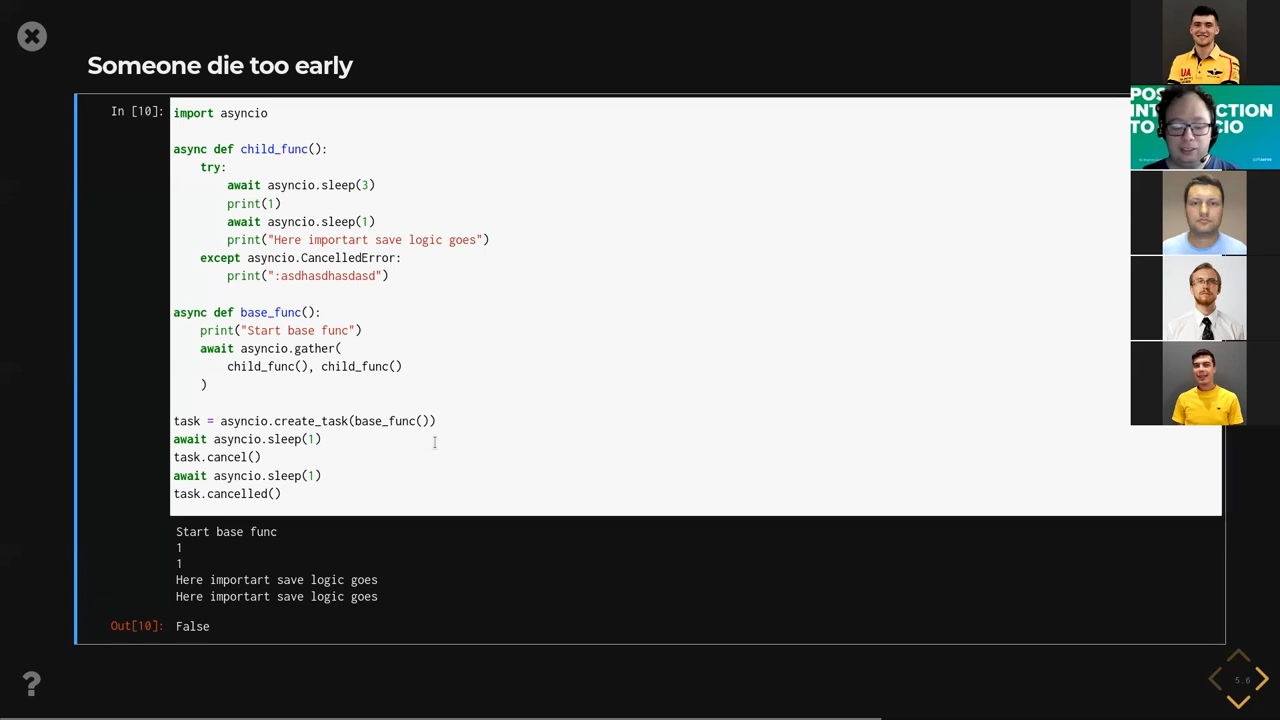 Someone die too early
In [10]:
import asyncio
async def child_func():
try:
await asyncio.sleep(3)
print(1)
await asyncio.sleep(1)
print("Here importart save logic goes")
except asyncio.CancelledError:
print(":asdhasdhasdasd")
async def base_func():
print("Start base func")
await asyncio.gather(
child_func(), child_func()
)
task = asyncio.create_task(base_func())
await asyncio.sleep(1)
task.cancel()
await asyncio.sleep(1)
task.cancelled()
Start base func
1
1
Here importart save logic goes
Here importart save logic goes
Out[10]: False
UA
5.6
?